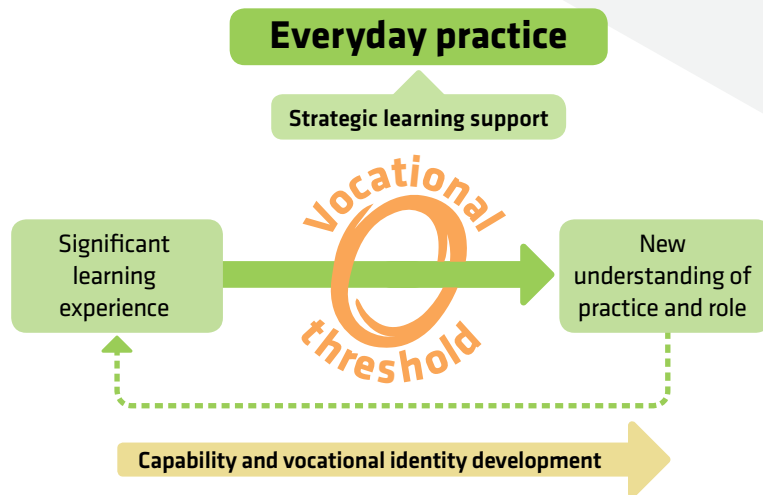 Everyday practice
Strategic learning support
Vocational
threshold
Significant
learning
experience
New
understanding of
practice and role
Capability and vocational identity development